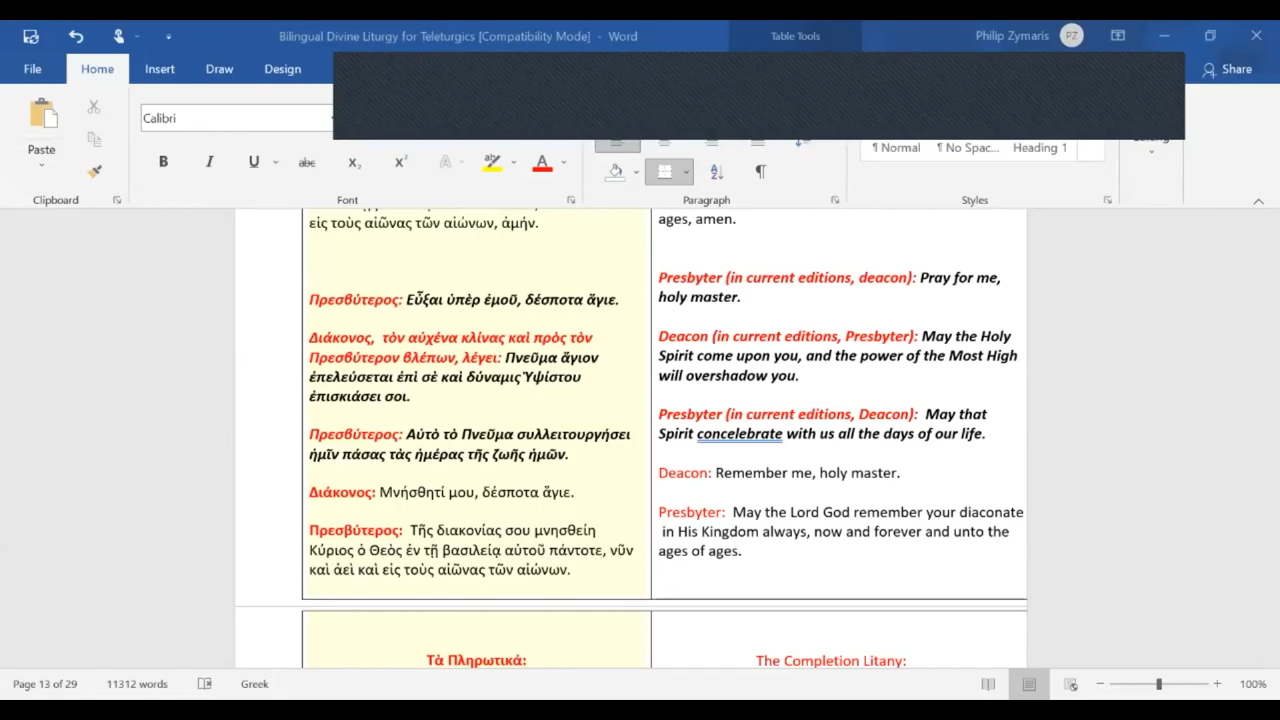 Bilingual Divine Liturgy for Teleturgics [Compatibility Mode] - Word
Table Tools
Philip Zymaris
PZ
File
Home
Insert
Draw
Design
Share
Paste
Calibri
B I U abc x₂ x² A A
¶ Normal
¶ No Spac...
Heading 1
Clipboard
Font
Paragraph
Styles
εἰς τοὺς αἰῶνας τῶν αἰώνων, ἀμήν.
Πρεσβύτερος: Εὖξαι ὑπὲρ ἐμοῦ, δέσποτα ἅγιε.
Διάκονος, τὸν αὐχένα κλίνας καὶ πρὸς τὸν
Πρεσβύτερον βλέπων, λέγει: Πνεῦμα ἅγιον
ἐπελεύσεται ἐπὶ σὲ καὶ δύναμις Ὑψίστου
ἐπισκιάσει σοι.
Πρεσβύτερος: Αὐτὸ τὸ Πνεῦμα συλλειτουργήσει
ἡμῖν πάσας τὰς ἡμέρας τῆς ζωῆς ἡμῶν.
Διάκονος: Μνήσθητί μου, δέσποτα ἅγιε.
Πρεσβύτερος: Τῆς διακονίας σου μνησθείη
Κύριος ὁ Θεὸς ἐν τῇ βασιλείᾳ αὐτοῦ πάντοτε, νῦν
καὶ ἀεὶ καὶ εἰς τοὺς αἰῶνας τῶν αἰώνων.
Τὰ Πληρωτικά:
ages, amen.
Presbyter (in current editions, deacon): Pray for me,
holy master.
Deacon (in current editions, Presbyter): May the Holy
Spirit come upon you, and the power of the Most High
will overshadow you.
Presbyter (in current editions, Deacon): May that
Spirit concelebrate with us all the days of our life.
Deacon: Remember me, holy master.
Presbyter: May the Lord God remember your diaconate
in His Kingdom always, now and forever and unto the
ages of ages.
The Completion Litany:
Page 13 of 29
11312 words
Greek
100%